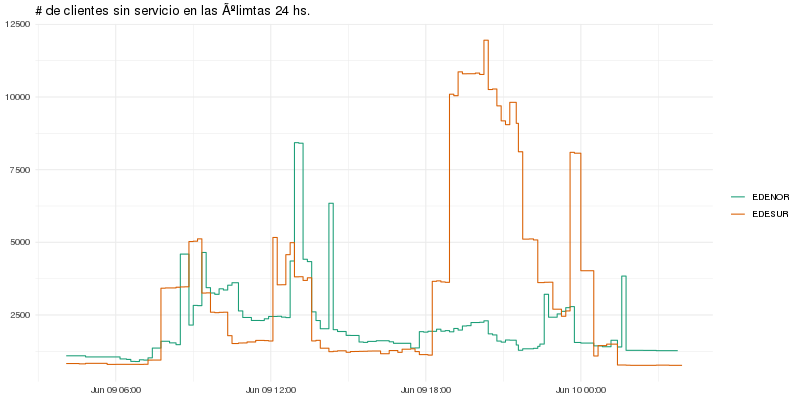 # de clientes sin servicio en las Ãºlimtas 24 hs.
12500
10000
7500
5000
2500
Jun 09 06:00
Jun 09 12:00
Jun 09 18:00
Jun 10 00:00
EDENOR
EDESUR